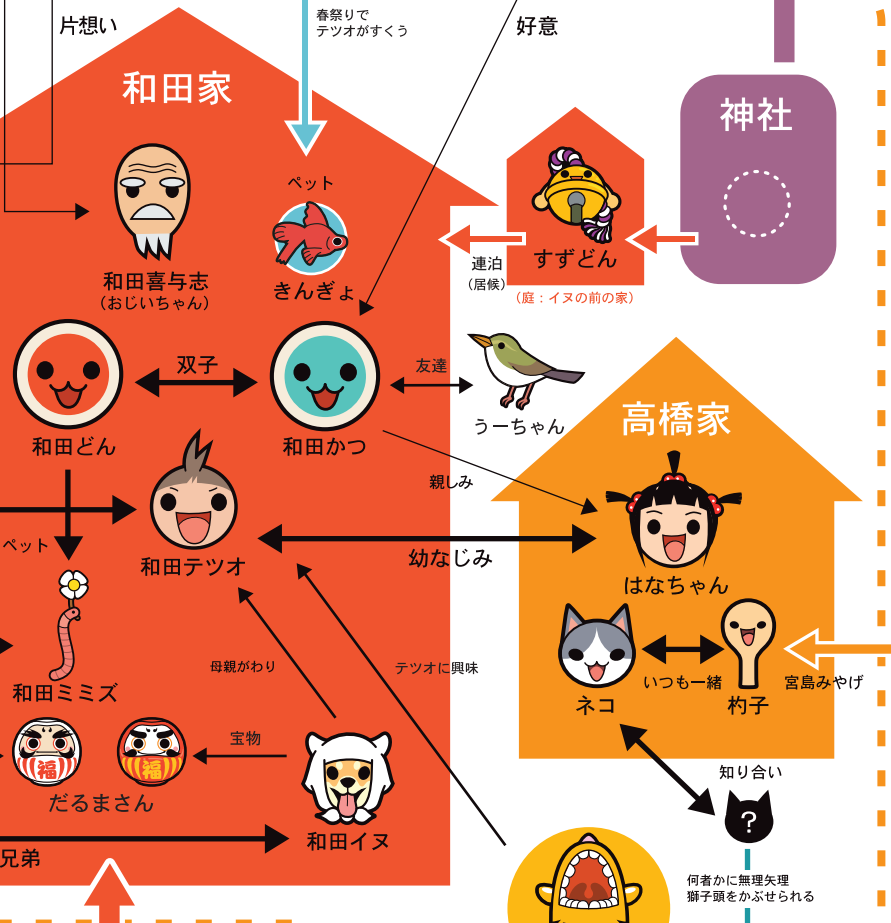 片想い
春祭りで
テツオがすくう
好意
和田家
神社
ペット
和田喜与志
(おじいちゃん)
きんぎょ
すずどん
連泊
(居候)
(庭：イヌの前の家)
双子
友達
和田どん
和田かつ
うーちゃん
高橋家
親しみ
ペット
和田テツオ
幼なじみ
はなちゃん
母親がわり
テツオに興味
いつも一緒
宮島みやげ
和田ミミズ
ネコ
杓子
福
福
宝物
だるまさん
知り合い
和田イヌ
?
兄弟
何者かに無理矢理
獅子頭をかぶせられる